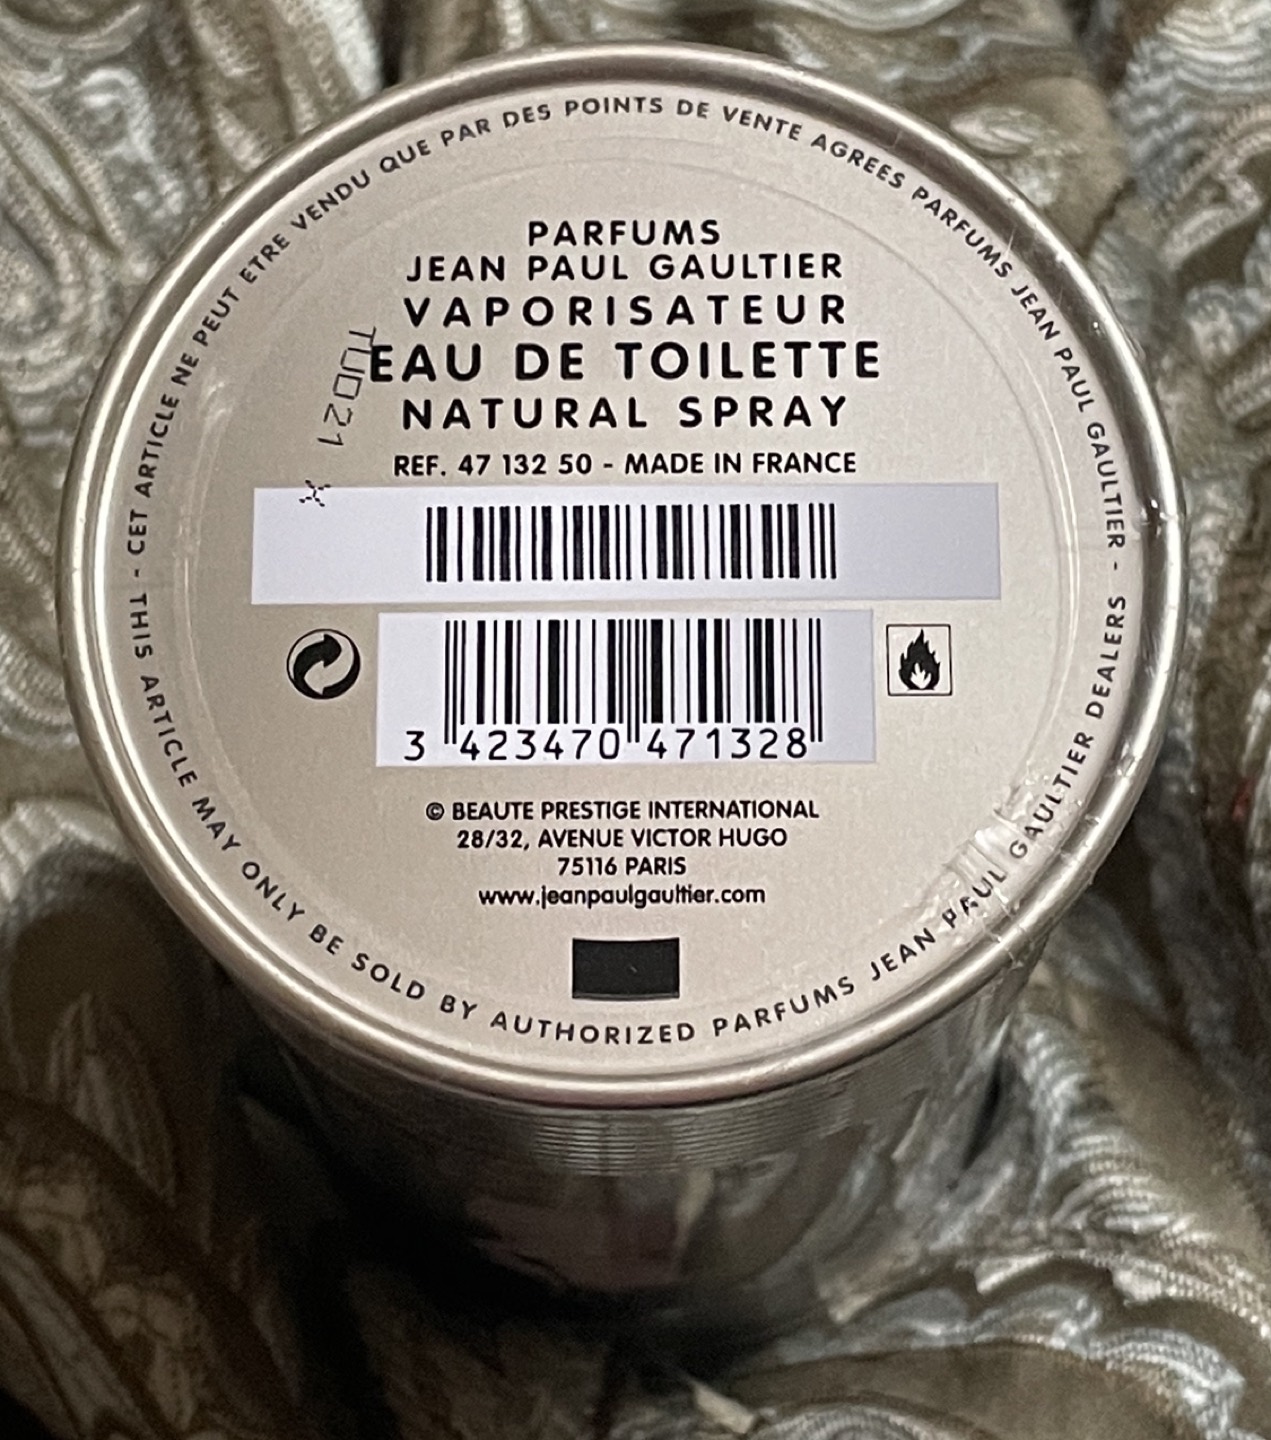 CET ARTICLE NE PEUT ETRE VENDU QUE PAR DES POINTS DE VENTE AGREES PARFUMS JEAN PAUL GAULTIER -
THIS ARTICLE MAY ONLY BE SOLD BY AUTHORIZED PARFUMS JEAN PAUL GAULTIER DEALERS -
PARFUMS
JEAN PAUL GAULTIER
VAPORISATEUR
EAU DE TOILETTE
NATURAL SPRAY
REF. 47 132 50 - MADE IN FRANCE
TU021
3 423470 471328
© BEAUTE PRESTIGE INTERNATIONAL
28/32, AVENUE VICTOR HUGO
75116 PARIS
www.jeanpaulgaultier.com